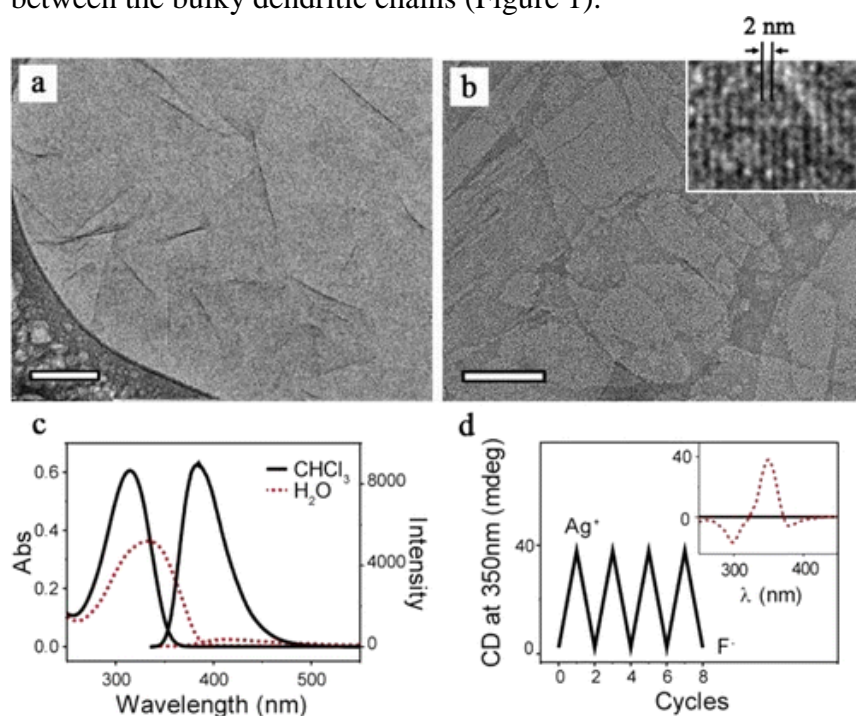 between the bulky dendritic chains (Figure 1).
2 nm
a
b
c
d
0.6
0.4
0.2
0.0
Abs
CHCl3
H2O
8000
4000
0
Intensity
300
400
500
Wavelength (nm)
CD at 350nm (mdeg)
40
0
Ag+
F-
40
0
300
400
λ (nm)
0
2
4
6
8
Cycles